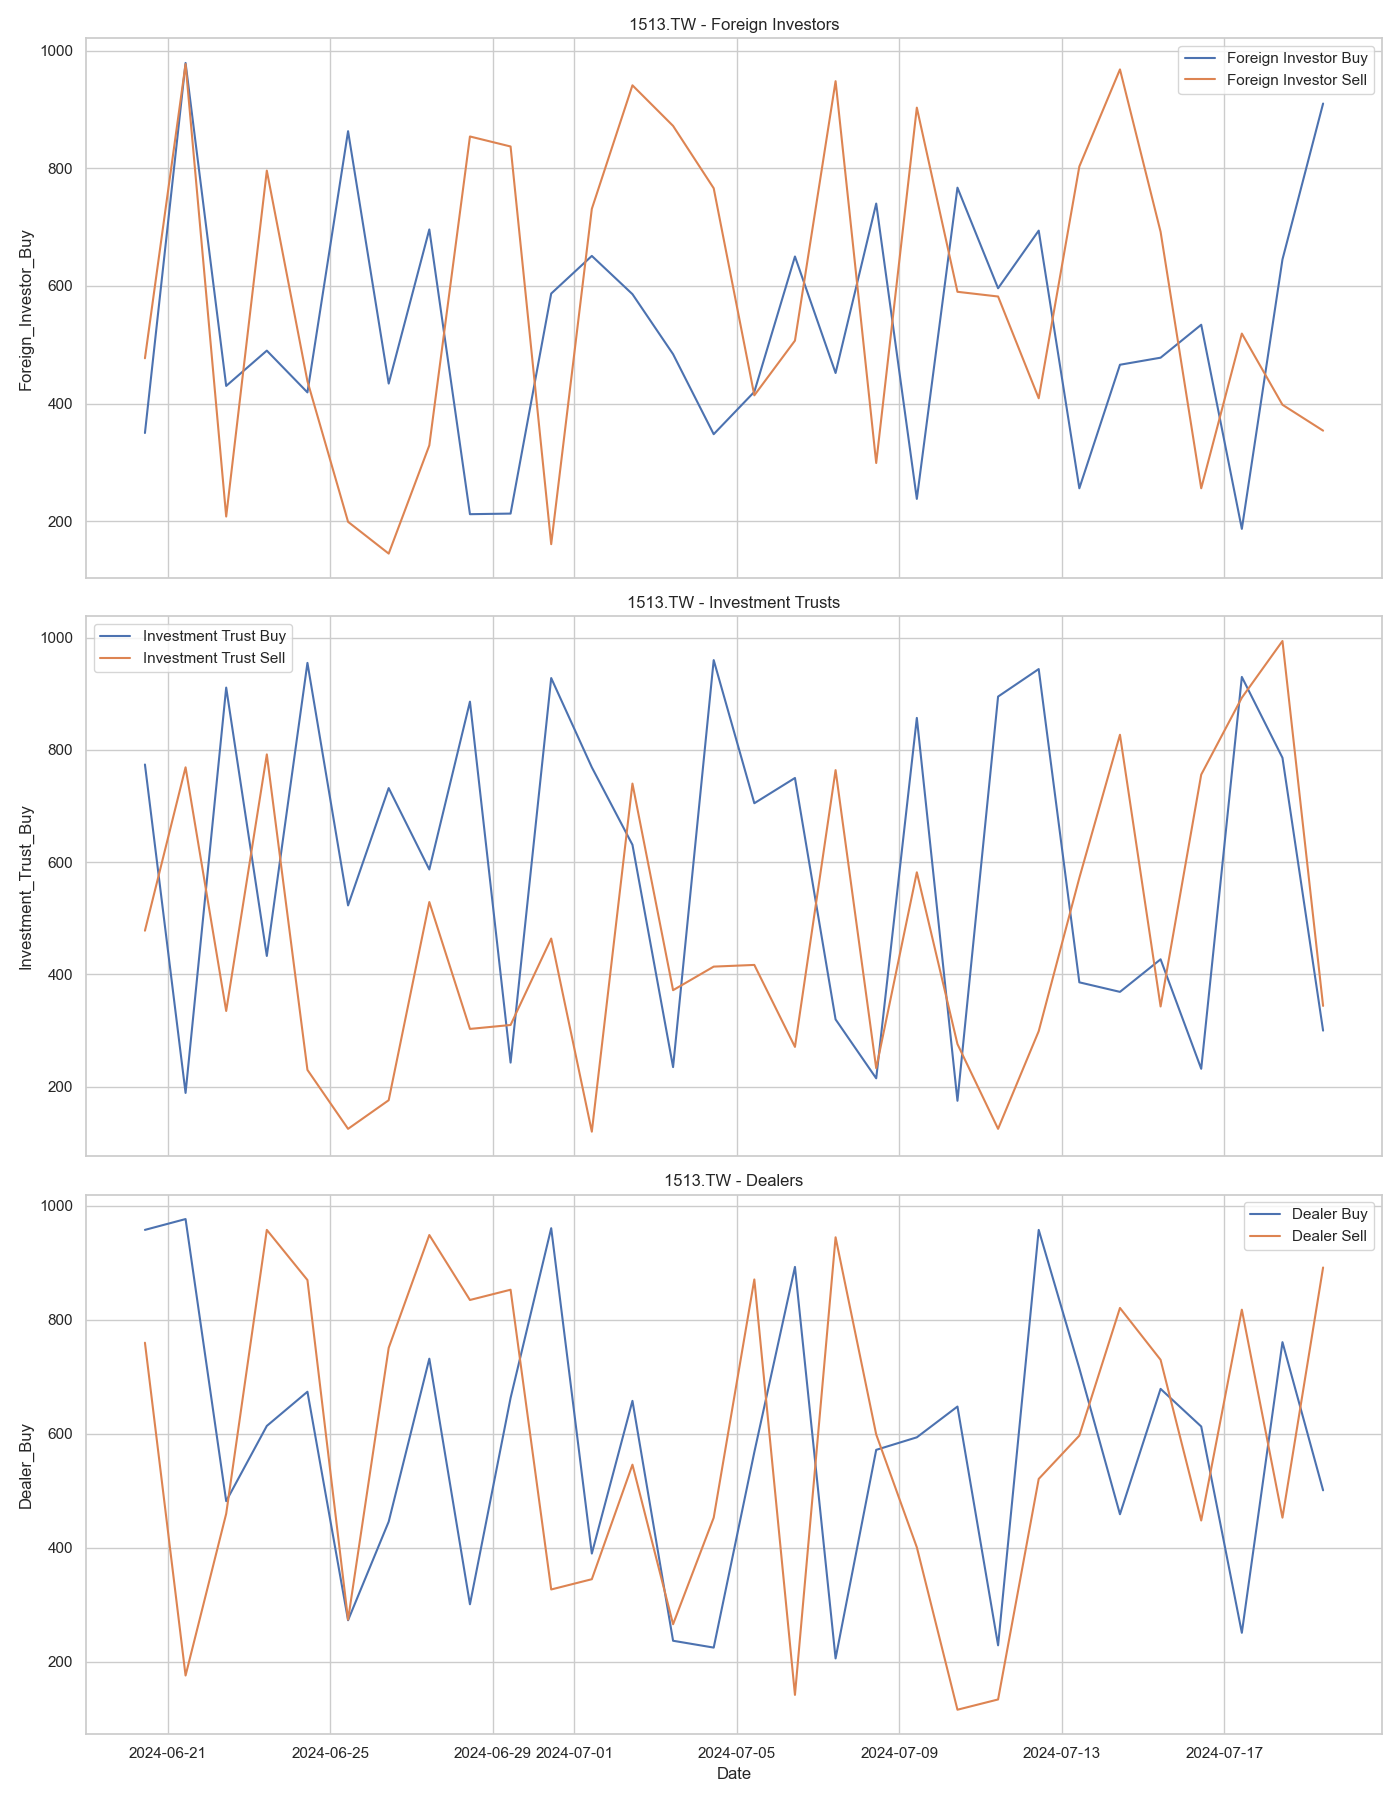 1513.TW - Foreign Investors
Foreign_Investor_Buy
1000
800
600
400
200
Foreign Investor Buy
Foreign Investor Sell
1513.TW - Investment Trusts
Investment_Trust_Buy
1000
800
600
400
200
Investment Trust Buy
Investment Trust Sell
1513.TW - Dealers
Dealer_Buy
1000
800
600
400
200
Dealer Buy
Dealer Sell
2024-06-21 2024-06-25 2024-06-29 2024-07-01 2024-07-05 2024-07-09 2024-07-13 2024-07-17
Date